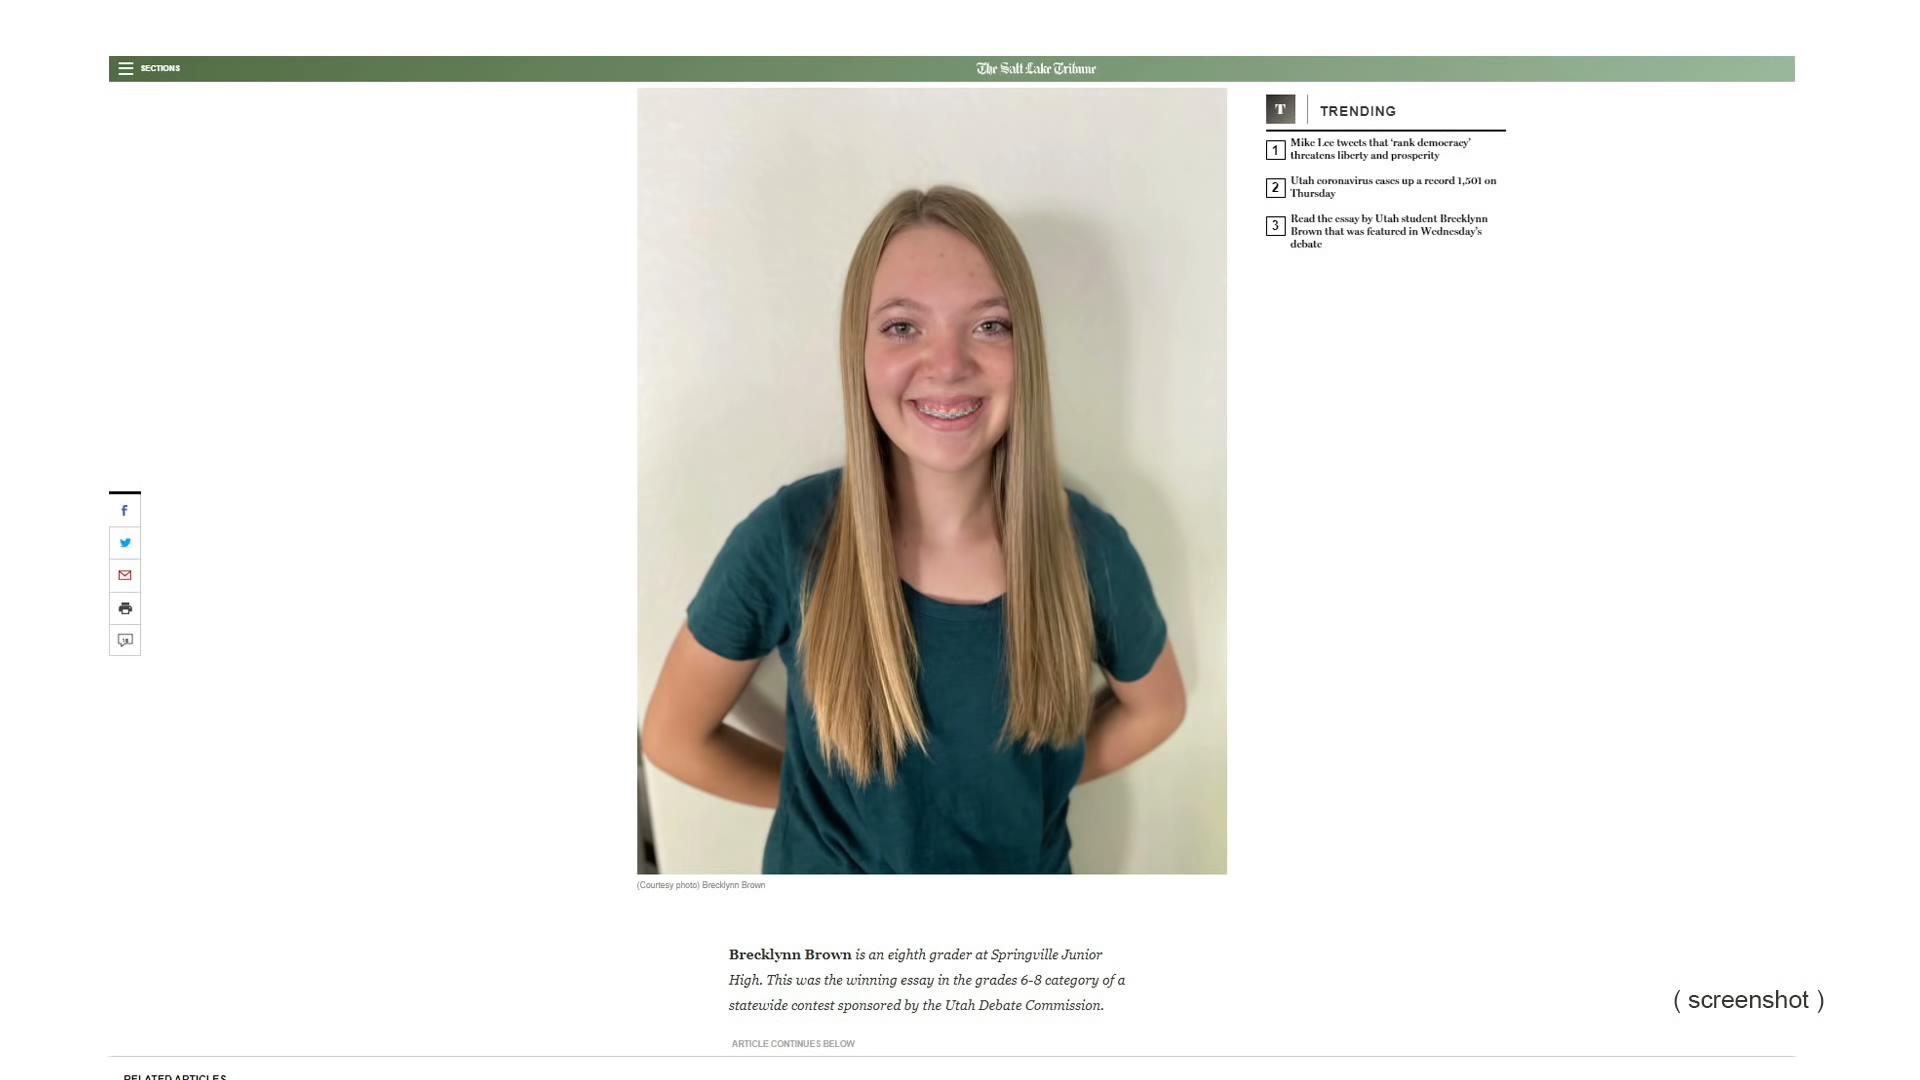 SECTIONS
The Salt Lake Tribune
T
TRENDING
1
Mike Lee tweets that ‘rank democracy’
threatens liberty and prosperity
2
Utah coronavirus cases up a record 1,501 on
Thursday
3
Read the essay by Utah student Brecklynn
Brown that was featured in Wednesday’s
debate
f
(Courtesy photo) Brecklynn Brown
Brecklynn Brown is an eighth grader at Springville Junior
High. This was the winning essay in the grades 6-8 category of a
statewide contest sponsored by the Utah Debate Commission.
( screenshot )
ARTICLE CONTINUES BELOW
RELATED ARTICLES